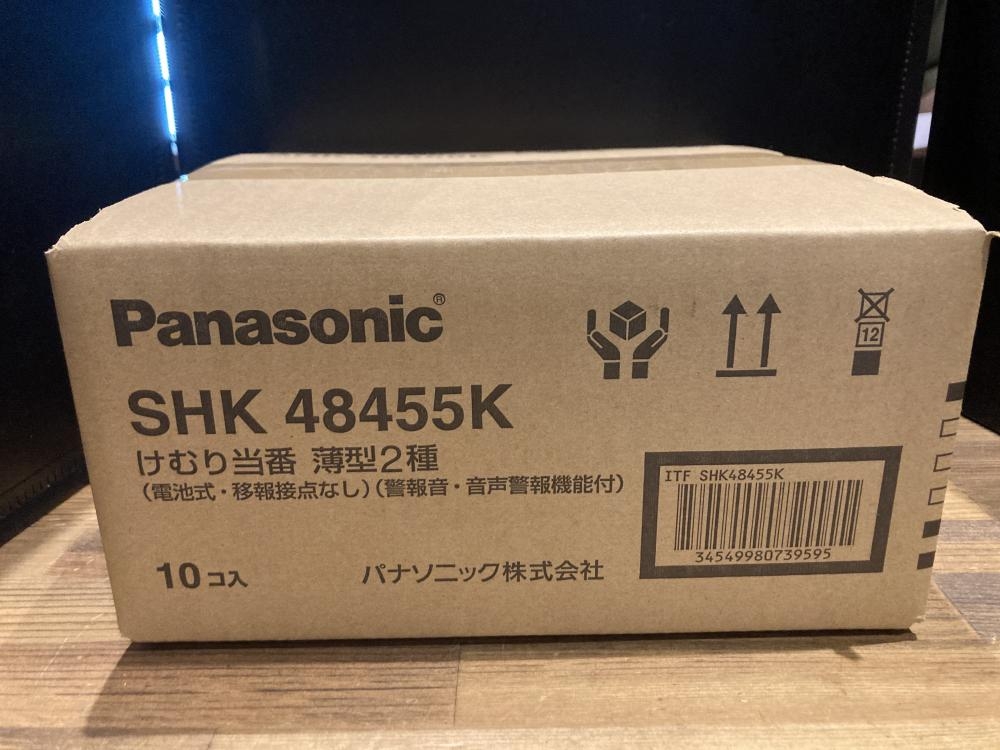 Panasonic®
SHK 48455K
けむり当番 薄型2種
(電池式・移報接点なし)(警報音・音声警報機能付)
10コ入
パナソニック株式会社
12
ITF SHK48455K
34549980739595